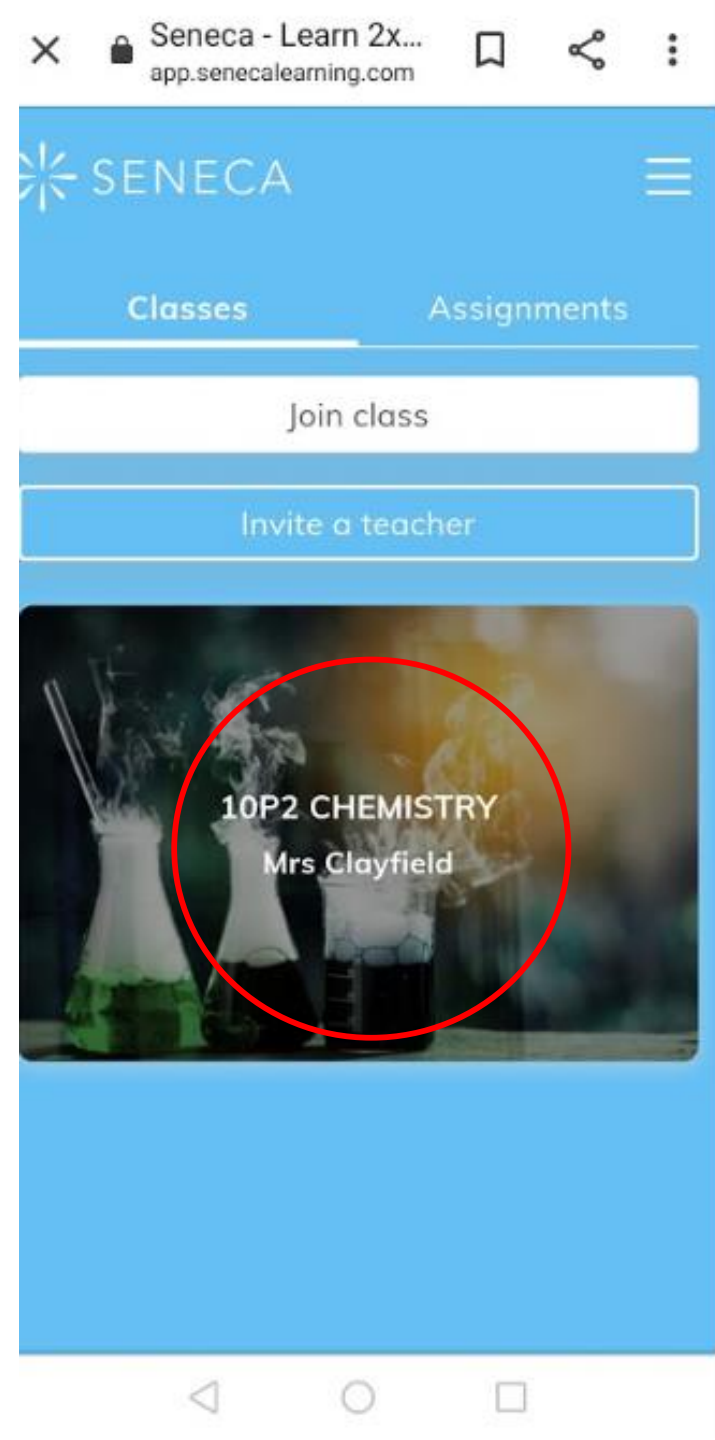 Seneca - Learn 2x...
app.senecalearning.com
SENECA
Classes Assignments
Join class
Invite a teacher
10P2 CHEMISTRY
Mrs Clayfield